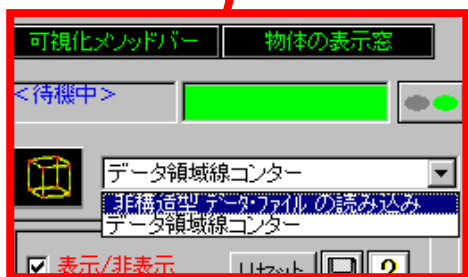 可視化メソッドバー 物体の表示窓
<待機中>
データ領域線コンター
非構造型 データ・ファイル の読み込み
データ領域線コンター
表示/非表示 リセット ?